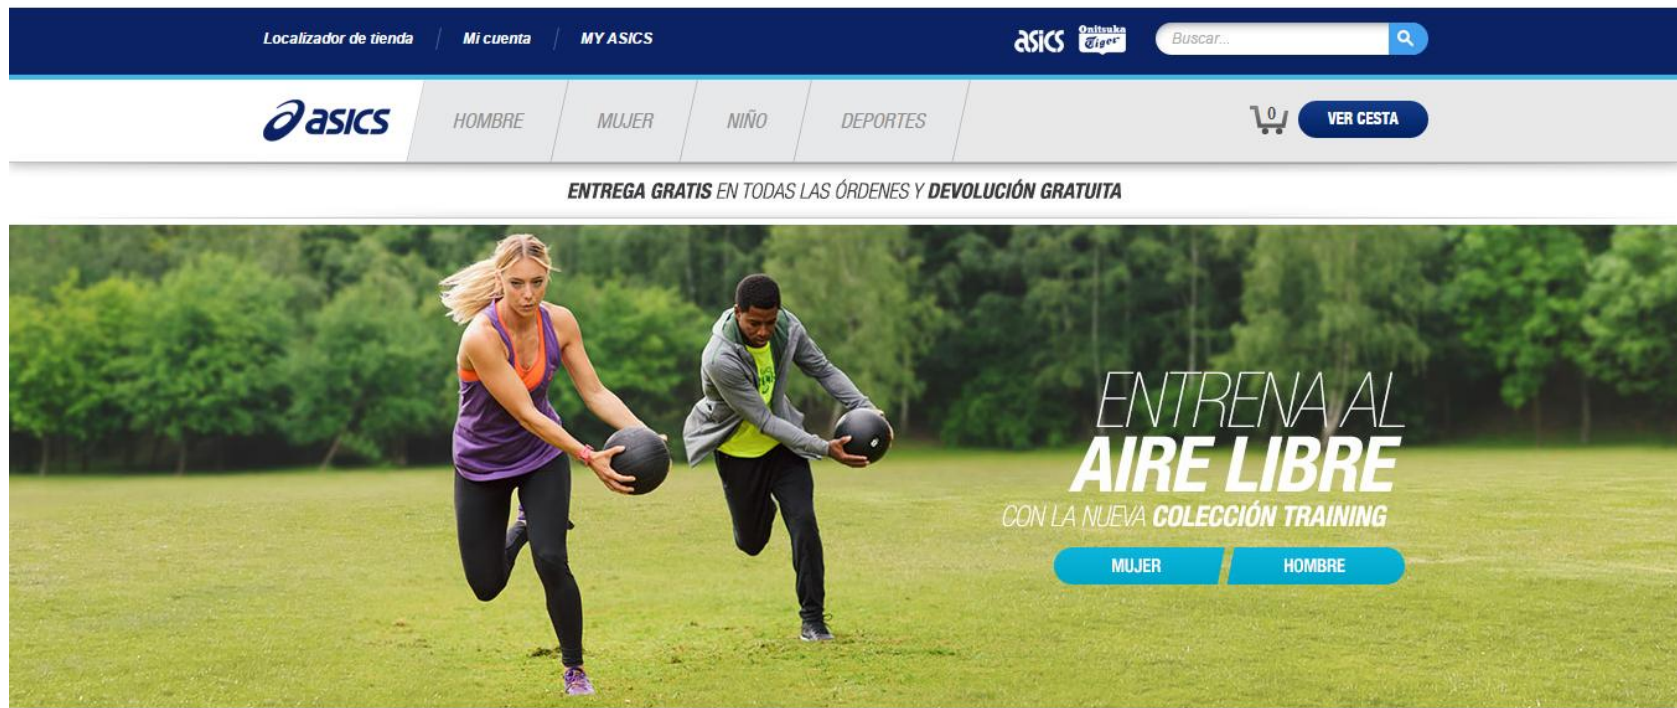 Localizador de tienda
Mi cuenta
MY ASICS
asics
Onitsuka
Tiger
Buscar...
asics
HOMBRE
MUJER
NIÑO
DEPORTES
0
VER CESTA
ENTREGA GRATIS EN TODAS LAS ÓRDENES Y DEVOLUCIÓN GRATUITA
ENTRENA AL
AIRE LIBRE
CON LA NUEVA COLECCIÓN TRAINING
MUJER
HOMBRE